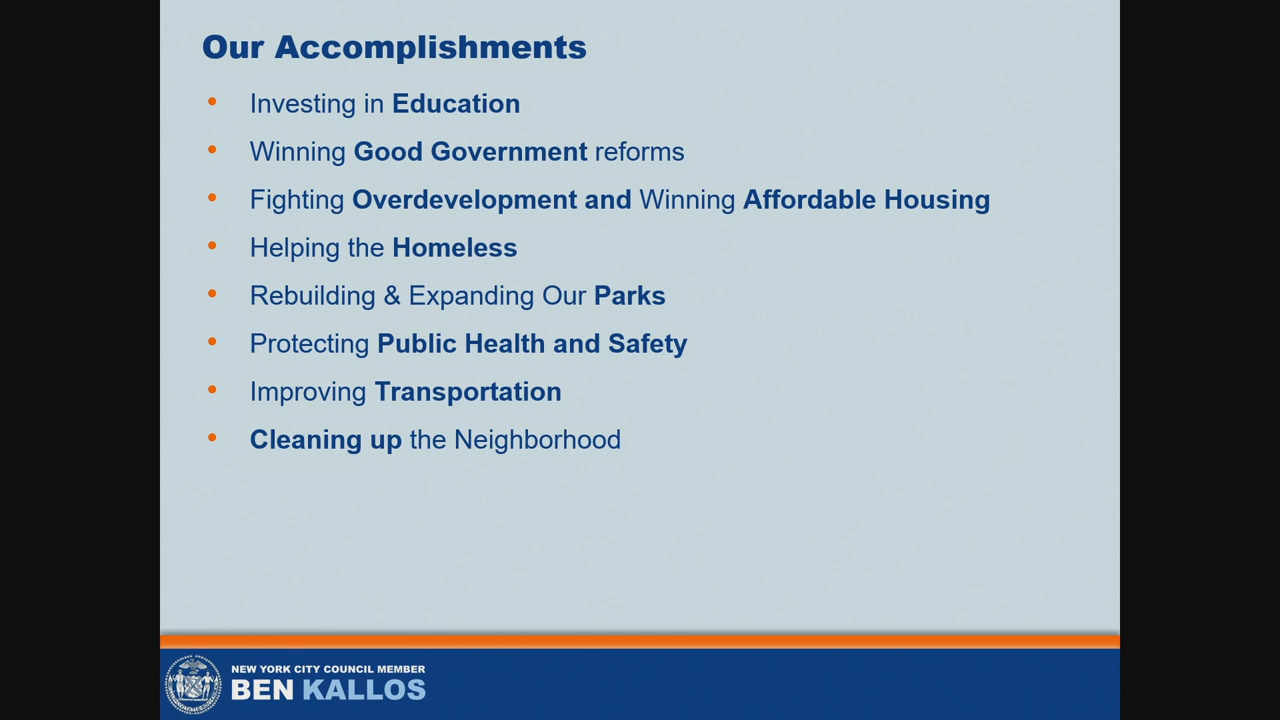 Our Accomplishments
• Investing in Education
• Winning Good Government reforms
• Fighting Overdevelopment and Winning Affordable Housing
• Helping the Homeless
• Rebuilding & Expanding Our Parks
• Protecting Public Health and Safety
• Improving Transportation
• Cleaning up the Neighborhood
NEW YORK CITY COUNCIL MEMBER
BEN KALLOS